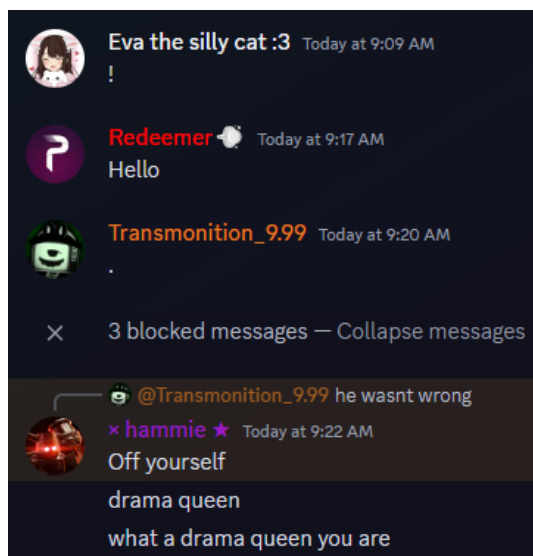 Eva the silly cat :3 Today at 9:09 AM
!
Redeemer Today at 9:17 AM
Hello
Transmonition_9.99 Today at 9:20 AM
.
3 blocked messages — Collapse messages
@Transmonition_9.99 he wasnt wrong
× hammie ★ Today at 9:22 AM
Off yourself
drama queen
what a drama queen you are